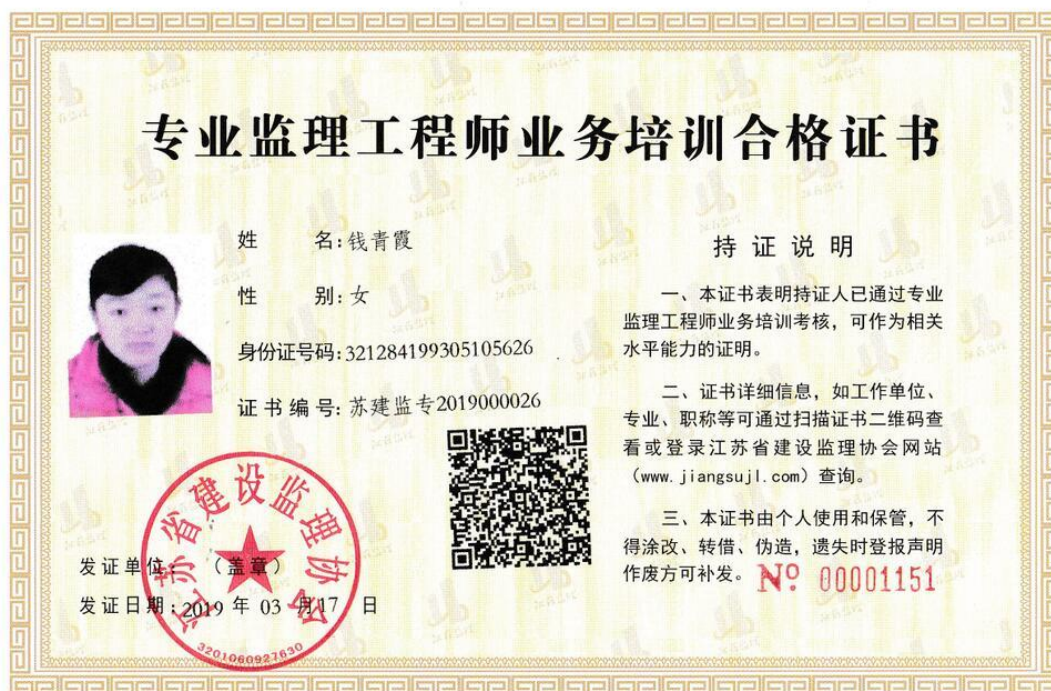 专业监理工程师业务培训合格证书
姓 名：钱青霞
性 别：女
身份证号码：321284199305105626
证书编号：苏建监专2019000026
江苏省建设监理协会
发证单位：（盖章）
发证日期：2019 年 03 月 17 日
3201060927630
持证说明
一、本证书表明持证人已通过专业
监理工程师业务培训考核，可作为相关
水平能力的证明。
二、证书详细信息，如工作单位、
专业、职称等可通过扫描证书二维码查
看或登录江苏省建设监理协会网站
（www.jiangsujl.com）查询。
三、本证书由个人使用和保管，不
得涂改、转借、伪造，遗失时登报声明
作废方可补发。
Nº 00001151